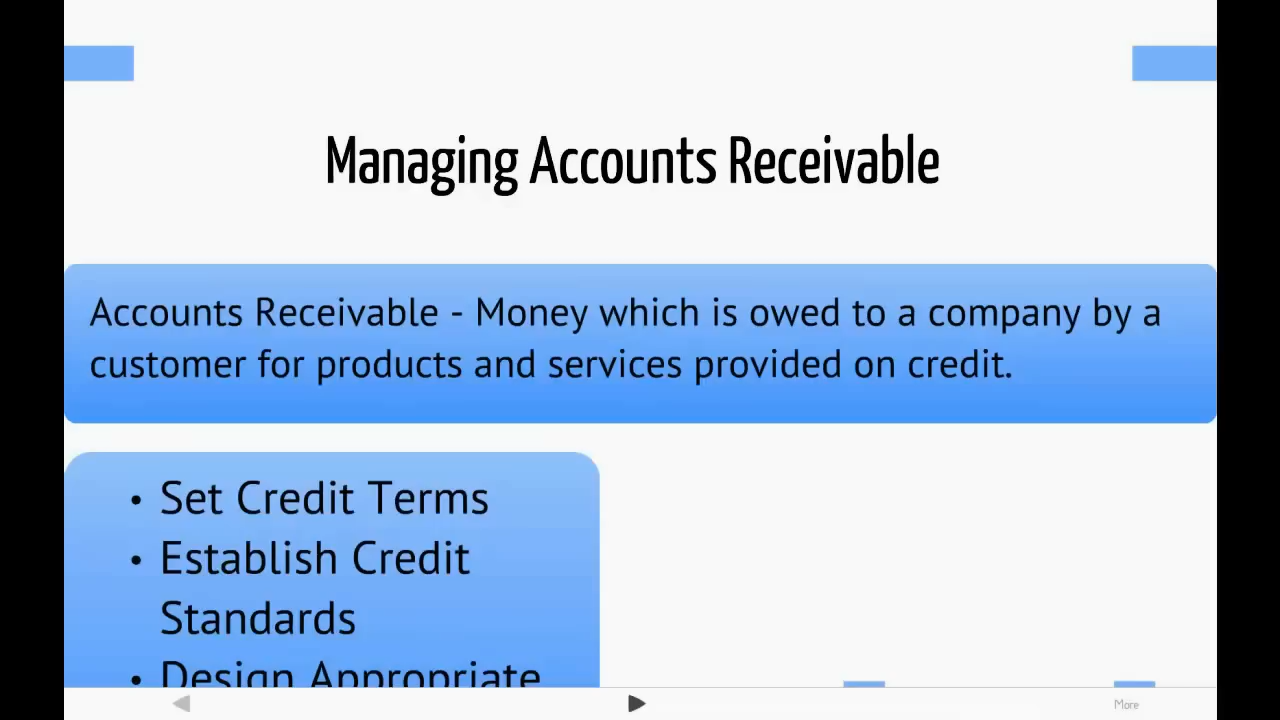 Managing Accounts Receivable
Accounts Receivable - Money which is owed to a company by a
customer for products and services provided on credit.
• Set Credit Terms
• Establish Credit
Standards
• Design Appropriate
More